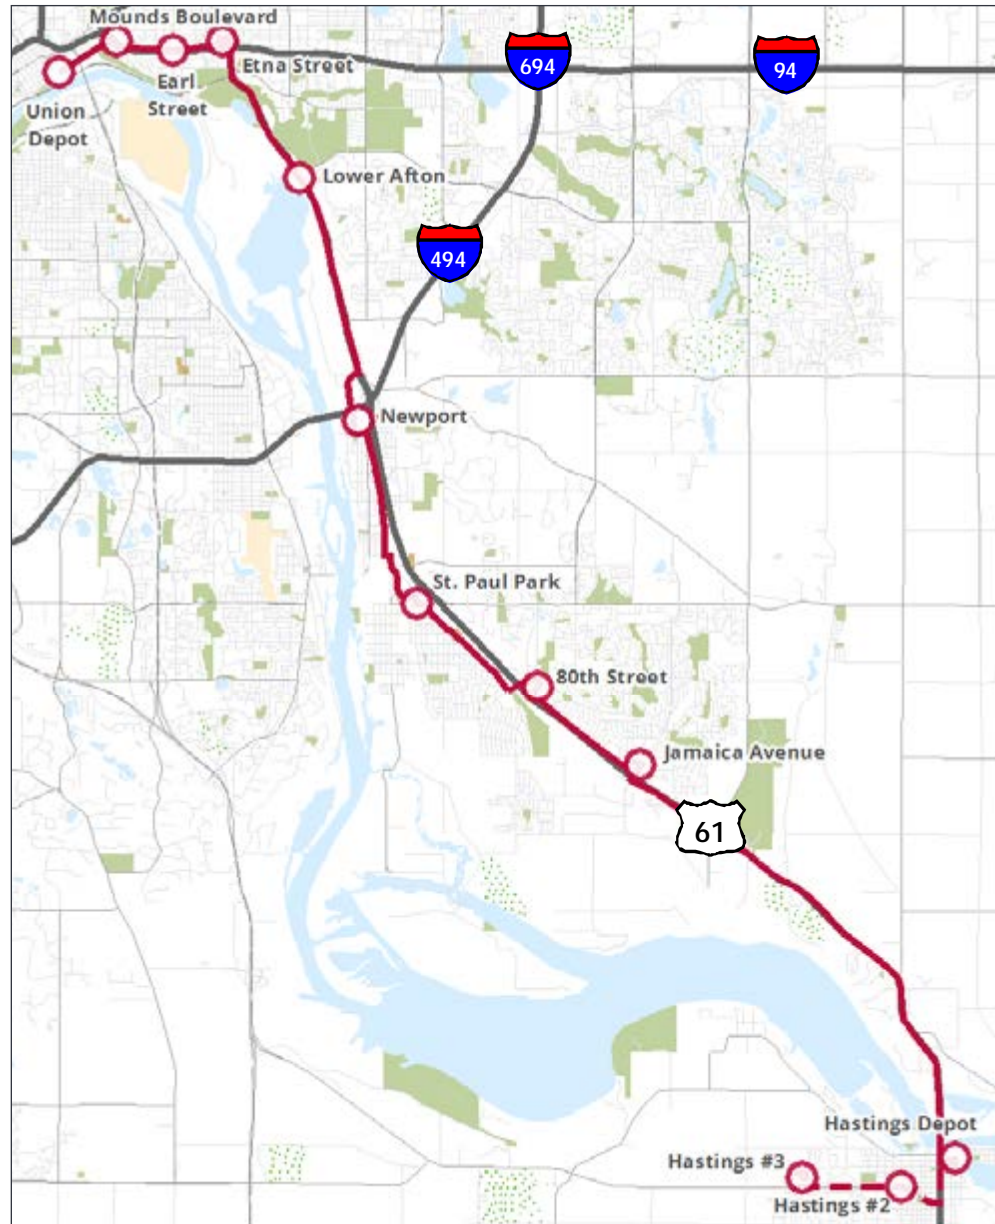 Mounds Boulevard
694
94
Etna Street
Earl
Street
Union
Depot
Lower Afton
494
Newport
St. Paul Park
80th Street
Jamaica Avenue
61
Hastings Depot
Hastings #3
Hastings #2